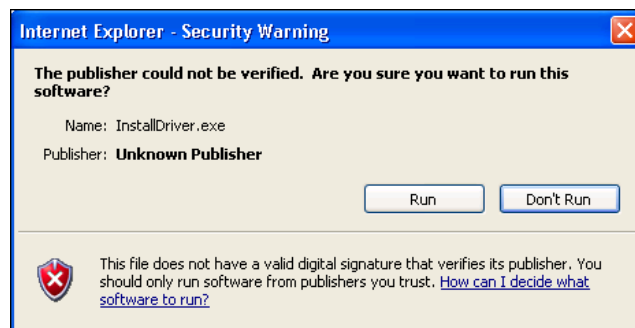 Internet Explorer - Security Warning
The publisher could not be verified. Are you sure you want to run this
software?
Name: InstallDriver.exe
Publisher: Unknown Publisher
Run Don't Run
This file does not have a valid digital signature that verifies its publisher. You
should only run software from publishers you trust. How can I decide what
software to run?